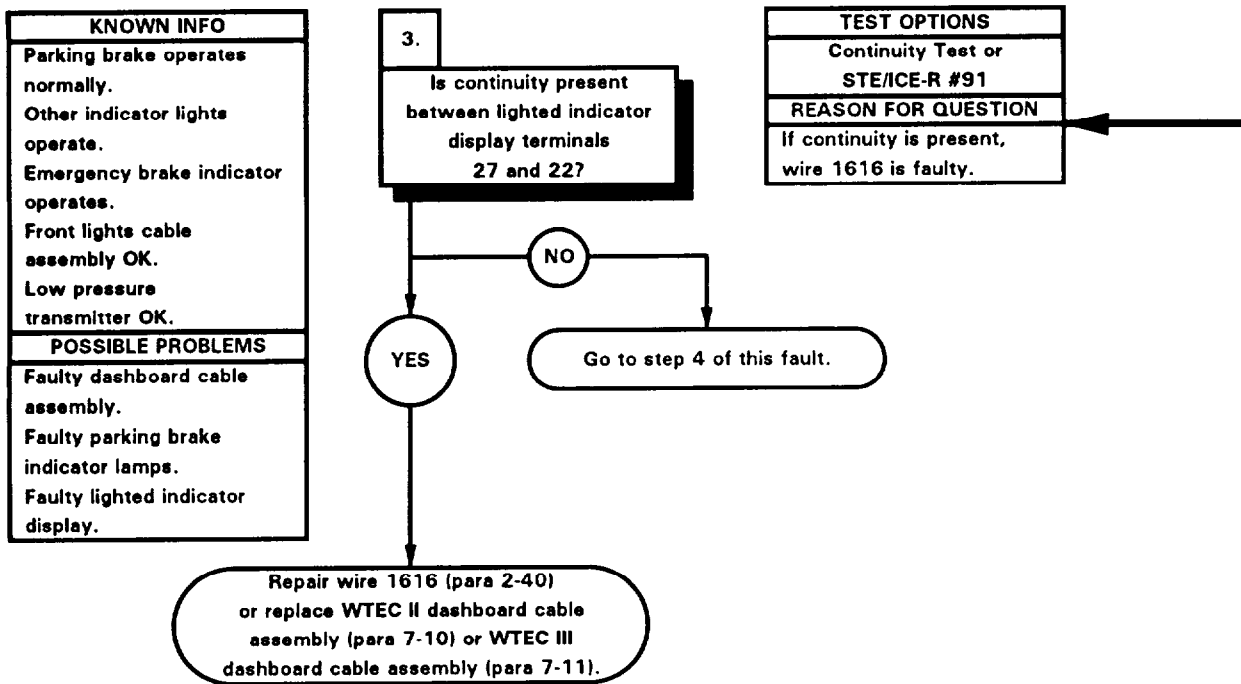 KNOWN INFO
Parking brake operates
normally.
Other indicator lights
operate.
Emergency brake indicator
operates.
Front lights cable
assembly OK.
Low pressure
transmitter OK.
POSSIBLE PROBLEMS
Faulty dashboard cable
assembly.
Faulty parking brake
indicator lamps.
Faulty lighted indicator
display.
3.
Is continuity present
between lighted indicator
display terminals
27 and 22?
TEST OPTIONS
Continuity Test or
STE/ICE-R #91
REASON FOR QUESTION
If continuity is present,
wire 1616 is faulty.
NO
YES
Go to step 4 of this fault.
Repair wire 1616 (para 2-40)
or replace WTEC II dashboard cable
assembly (para 7-10) or WTEC III
dashboard cable assembly (para 7-11).